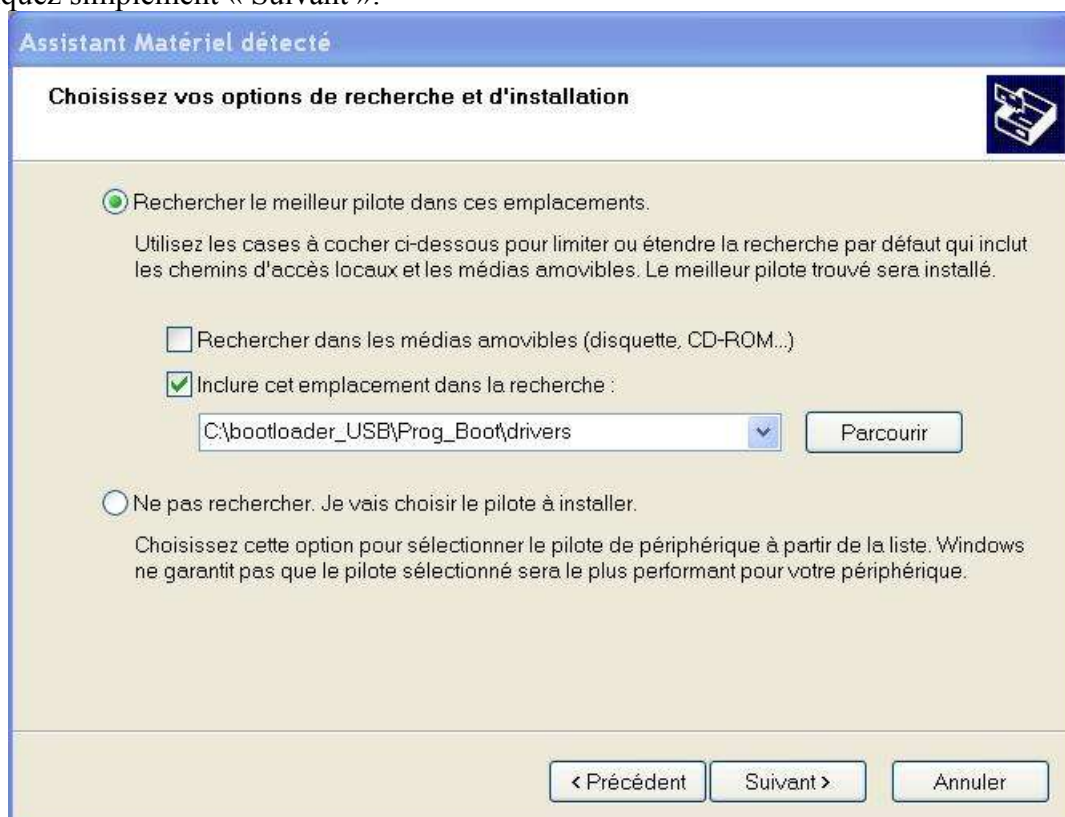 quez simplement « Suivant ».
Assistant Matériel détecté
Choisissez vos options de recherche et d'installation
Rechercher le meilleur pilote dans ces emplacements.
Utilisez les cases à cocher ci-dessous pour limiter ou étendre la recherche par défaut qui inclut
les chemins d'accès locaux et les médias amovibles. Le meilleur pilote trouvé sera installé.
Rechercher dans les médias amovibles (disquette, CD-ROM...)
Inclure cet emplacement dans la recherche :
C:\bootloader_USB\Prog_Boot\drivers
Parcourir
Ne pas rechercher. Je vais choisir le pilote à installer.
Choisissez cette option pour sélectionner le pilote de périphérique à partir de la liste. Windows
ne garantit pas que le pilote sélectionné sera le plus performant pour votre périphérique.
< Précédent Suivant > Annuler